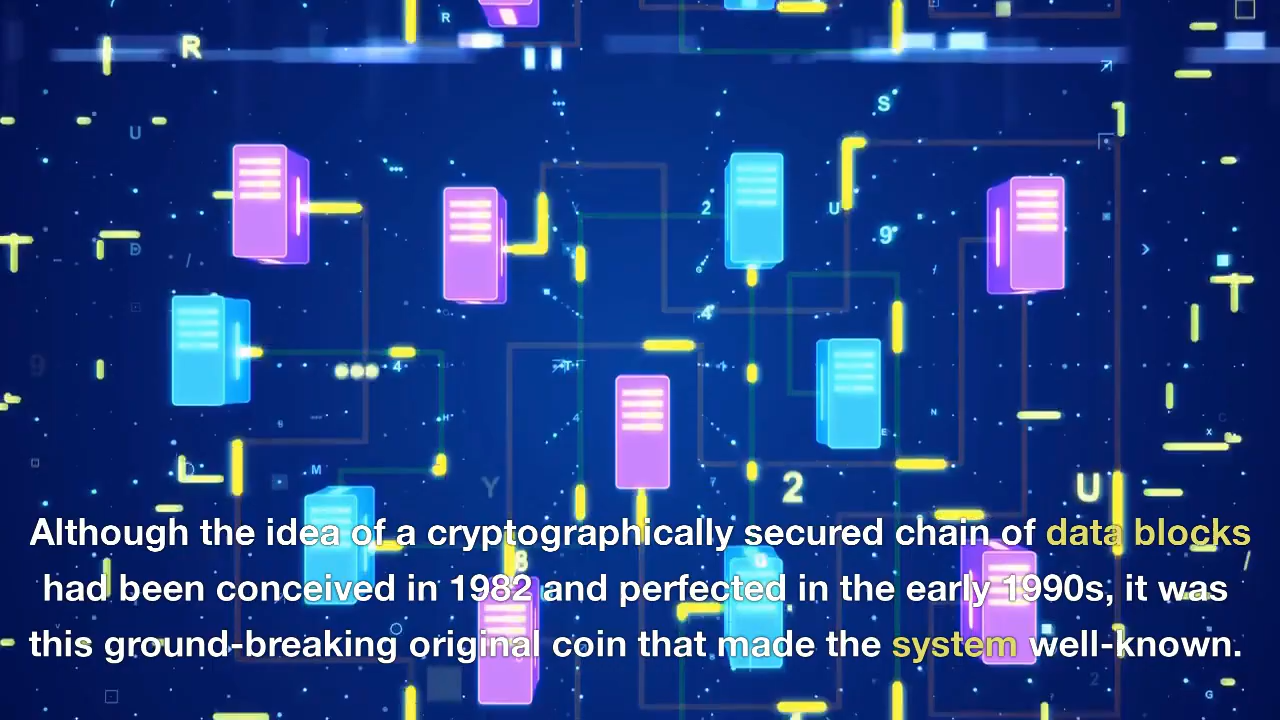 Although the idea of a cryptographically secured chain of data blocks
had been conceived in 1982 and perfected in the early 1990s, it was
this ground-breaking original coin that made the system well-known.